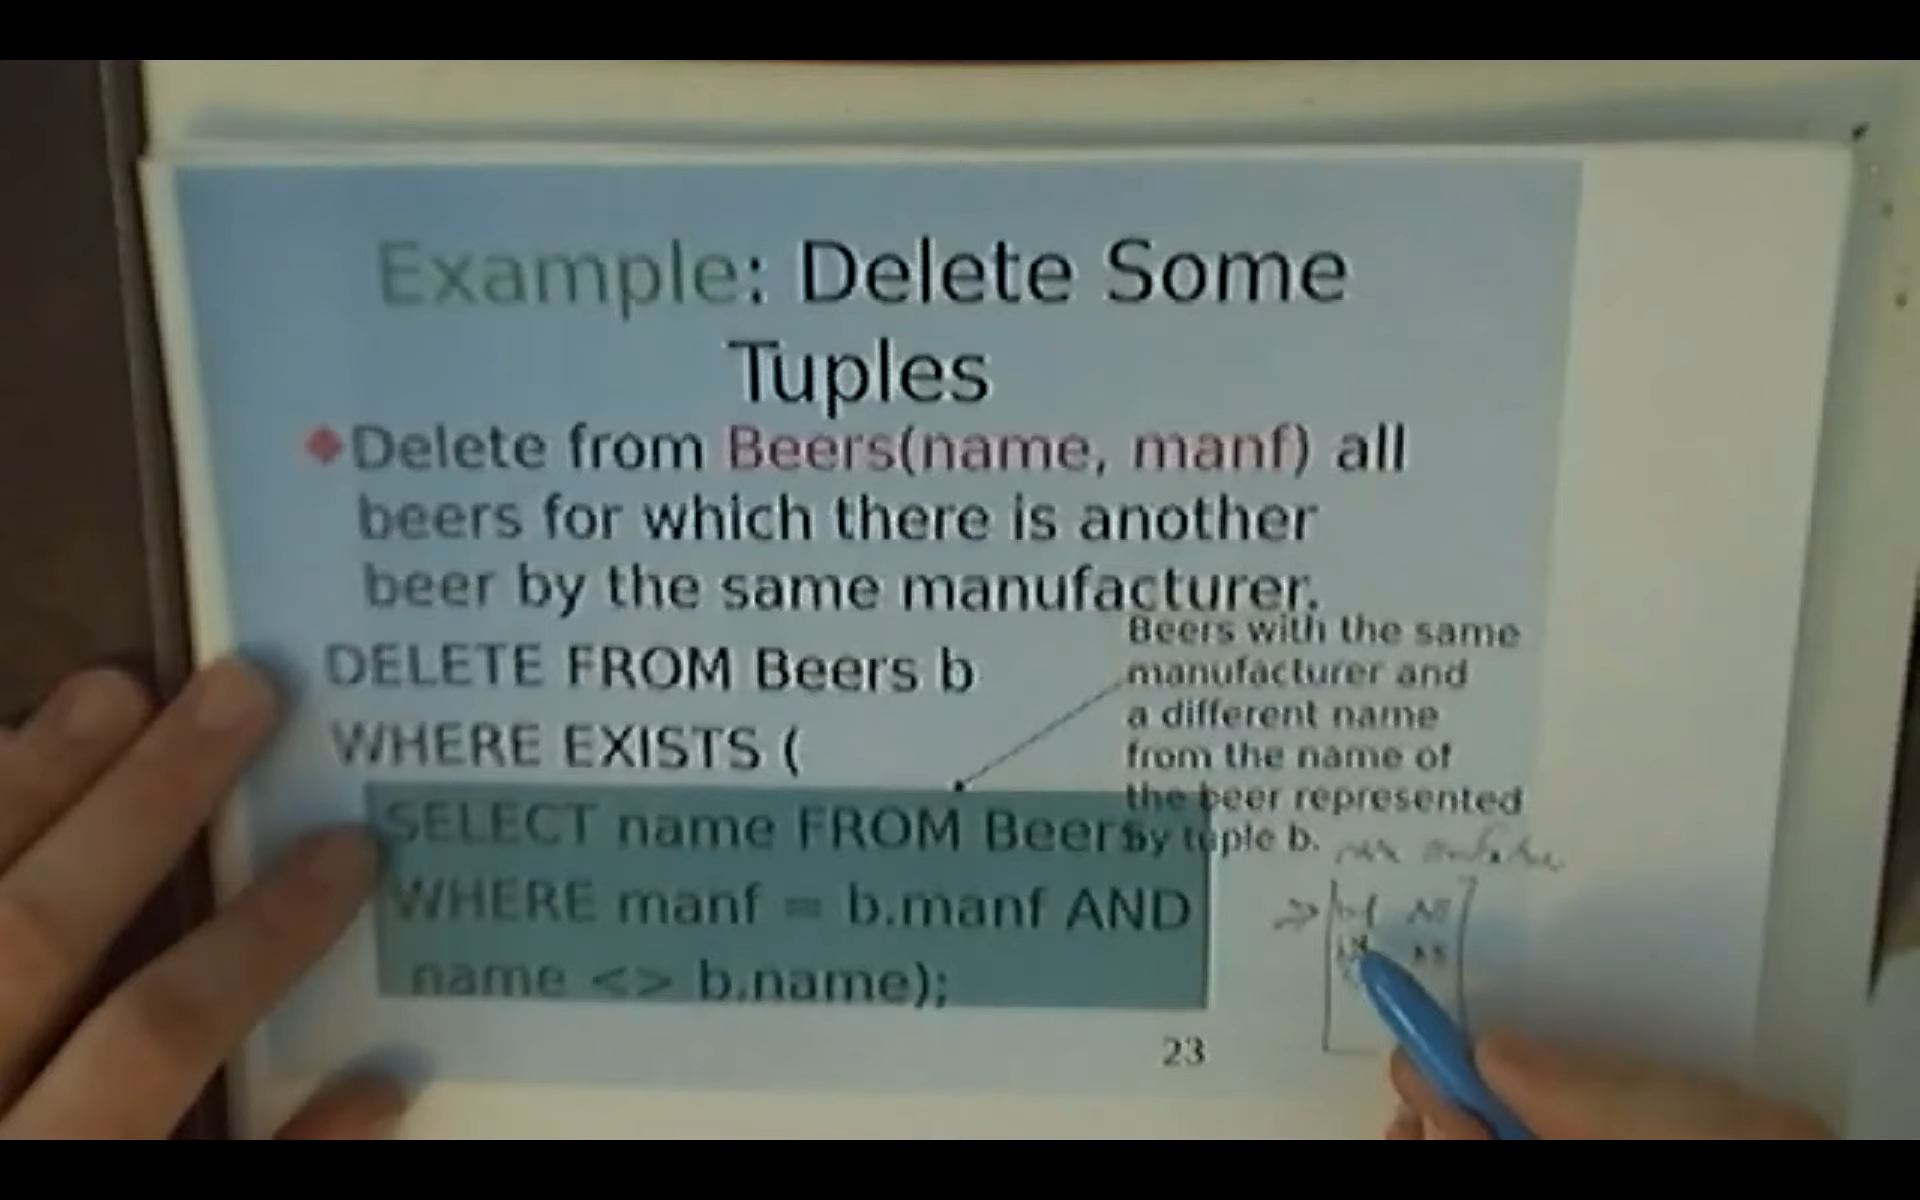 Example: Delete Some
Tuples
Delete from Beers(name, manf) all
beers for which there is another
beer by the same manufacturer.
DELETE FROM Beers b
WHERE EXISTS (
SELECT name FROM Beers
WHERE manf = b.manf AND
name <> b.name);
Beers with the same
manufacturer and
a different name
from the name of
the beer represented
by tuple b.
23